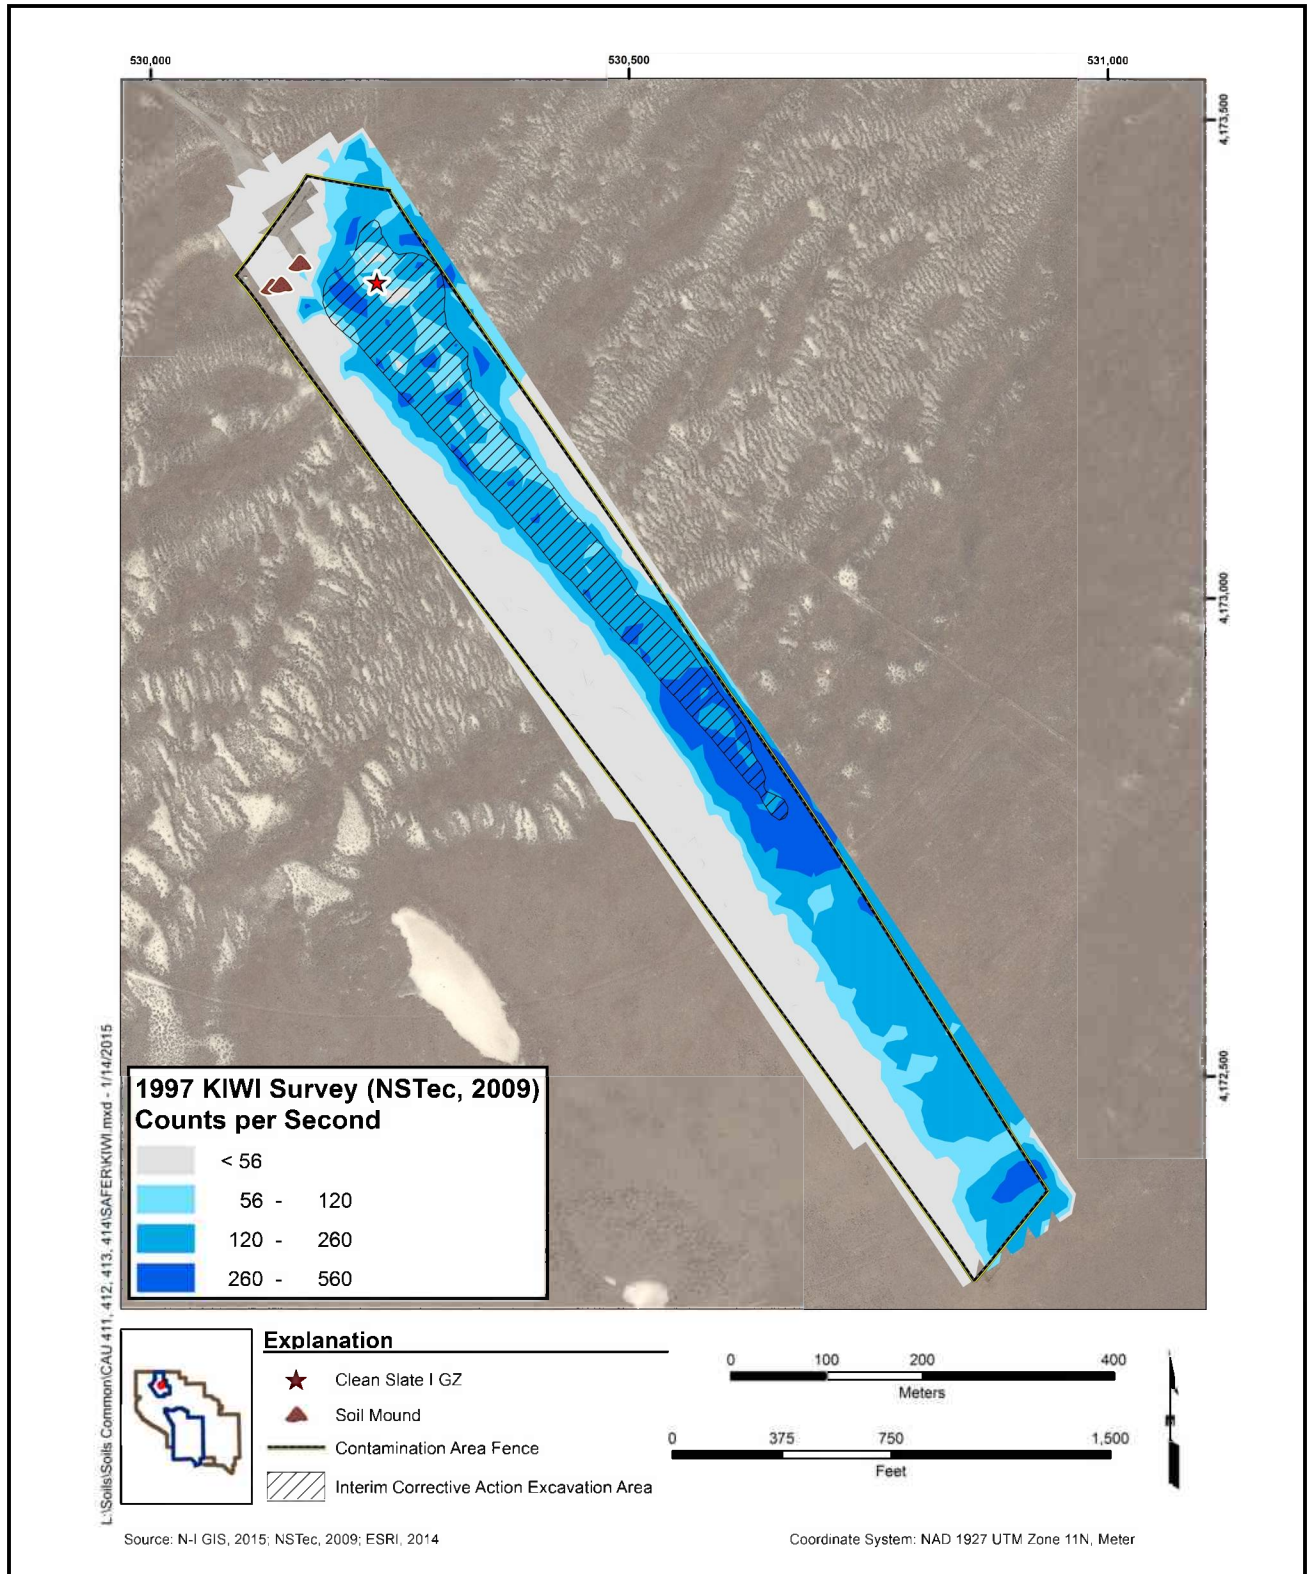 530,000 530,500 531,000
4,173,500
4,173,000
4,172,500
L:\Soils\Soils Common\CAU 411, 412, 413, 414\SAFER\KIWI.mxd - 1/14/2015
1997 KIWI Survey (NSTec, 2009)
Counts per Second
< 56
56 - 120
120 - 260
260 - 560
Explanation
Clean Slate I GZ
Soil Mound
Contamination Area Fence
Interim Corrective Action Excavation Area
0 100 200 400
Meters
0 375 750 1,500
Feet
Source: N-I GIS, 2015; NSTec, 2009; ESRI, 2014
Coordinate System: NAD 1927 UTM Zone 11N, Meter